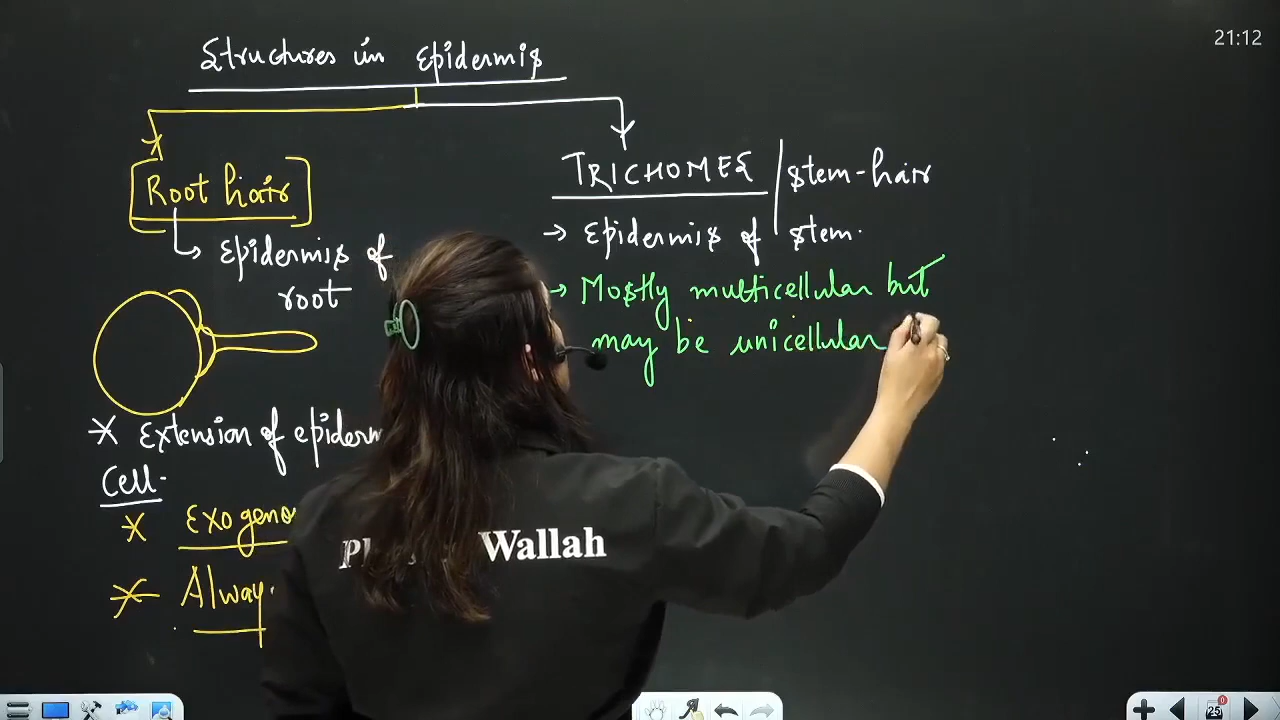 21:12
Structures in Epidermis
Root hair
Epidermis of
root
Extension of epiderm
Cell.
Exogeno
Alway
TRICHOMES / stem-hair
→ Epidermis of stem.
→ Mostly multicellular but
may be unicellular
Wallah
25